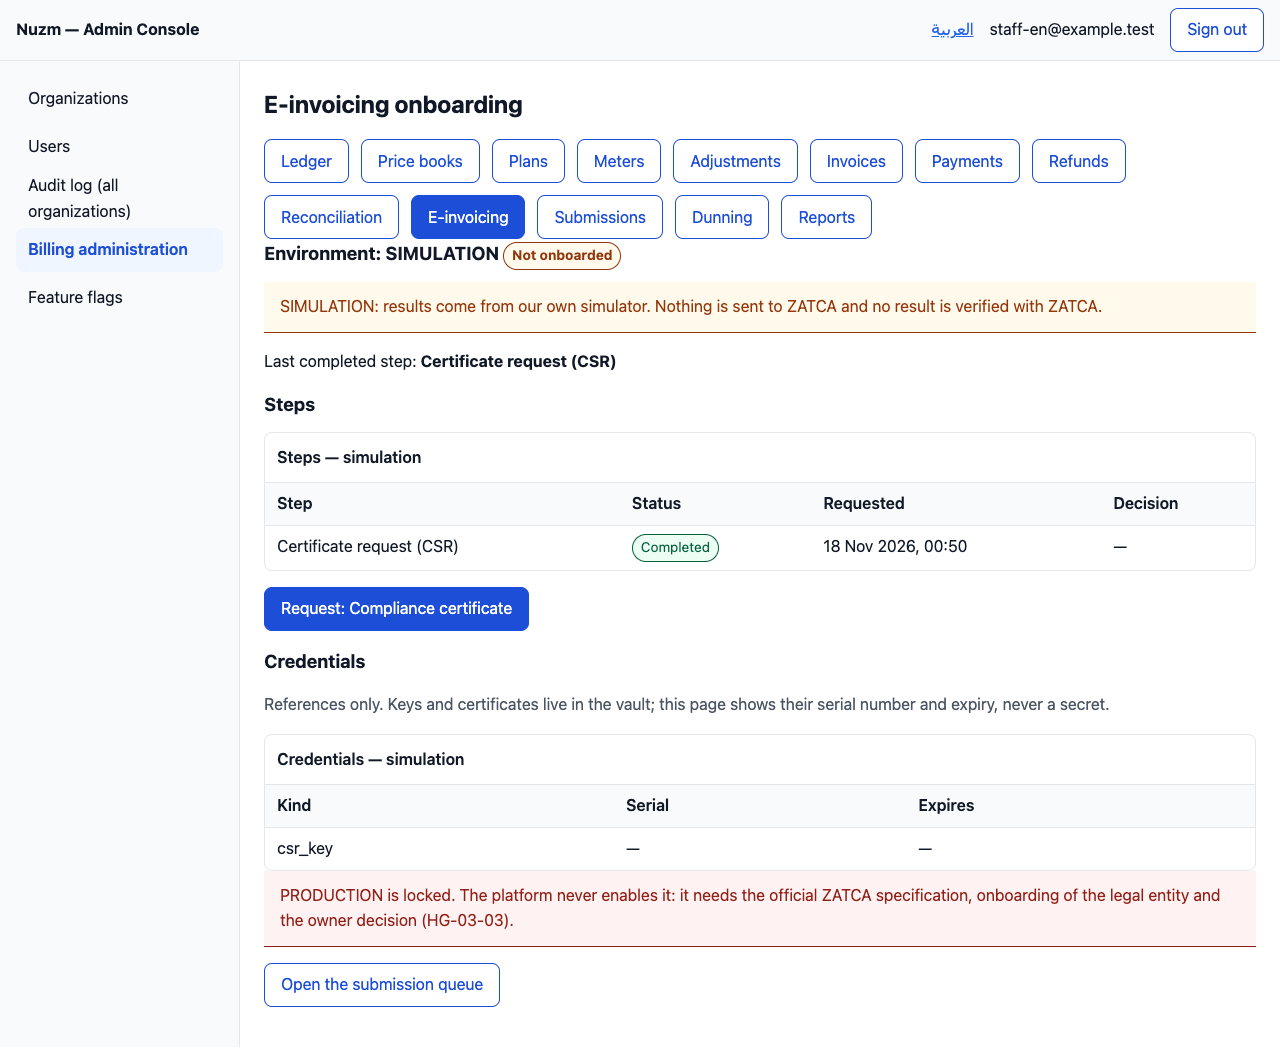 Nuzm — Admin Console
العربية
staff-en@example.test
Sign out
Organizations
Users
Audit log (all
organizations)
Billing administration
Feature flags
E-invoicing onboarding
Ledger
Price books
Plans
Meters
Adjustments
Invoices
Payments
Refunds
Reconciliation
E-invoicing
Submissions
Dunning
Reports
Environment: SIMULATION Not onboarded
SIMULATION: results come from our own simulator. Nothing is sent to ZATCA and no result is verified with ZATCA.
Last completed step: Certificate request (CSR)
Steps
Steps — simulation
Step Status Requested Decision
Certificate request (CSR) Completed 18 Nov 2026, 00:50 —
Request: Compliance certificate
Credentials
References only. Keys and certificates live in the vault; this page shows their serial number and expiry, never a secret.
Credentials — simulation
Kind Serial Expires
csr_key — —
PRODUCTION is locked. The platform never enables it: it needs the official ZATCA specification, onboarding of the legal entity and
the owner decision (HG-03-03).
Open the submission queue